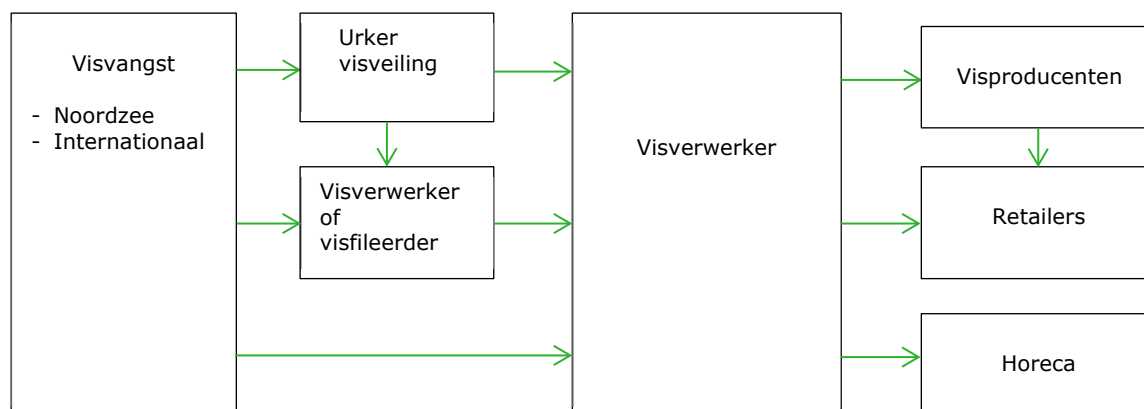 Visvangst
- Noordzee
- Internationaal
Urker
visveiling
Visverwerker
of
visfileerder
Visverwerker
Visproducenten
Retailers
Horeca